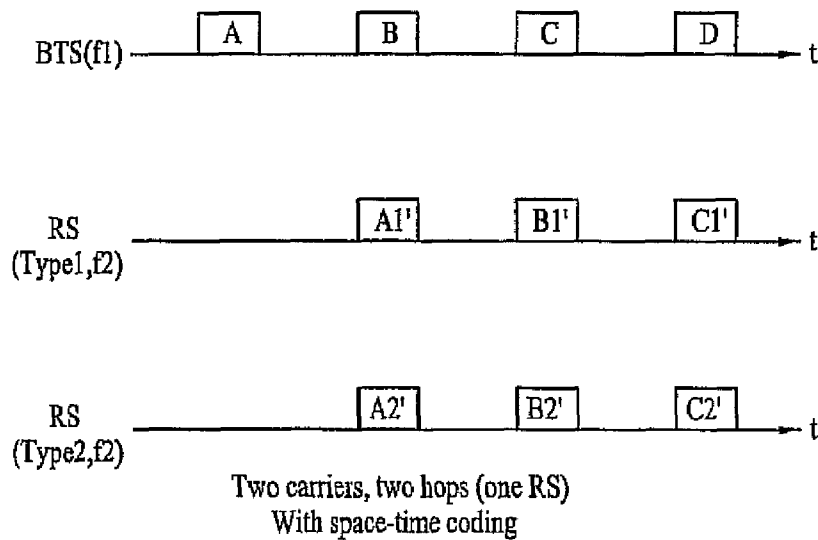 BTS(f1) A B C D t
RS (Type1,f2) A1' B1' C1' t
RS (Type2,f2) A2' B2' C2' t
Two carriers, two hops (one RS)
With space-time coding